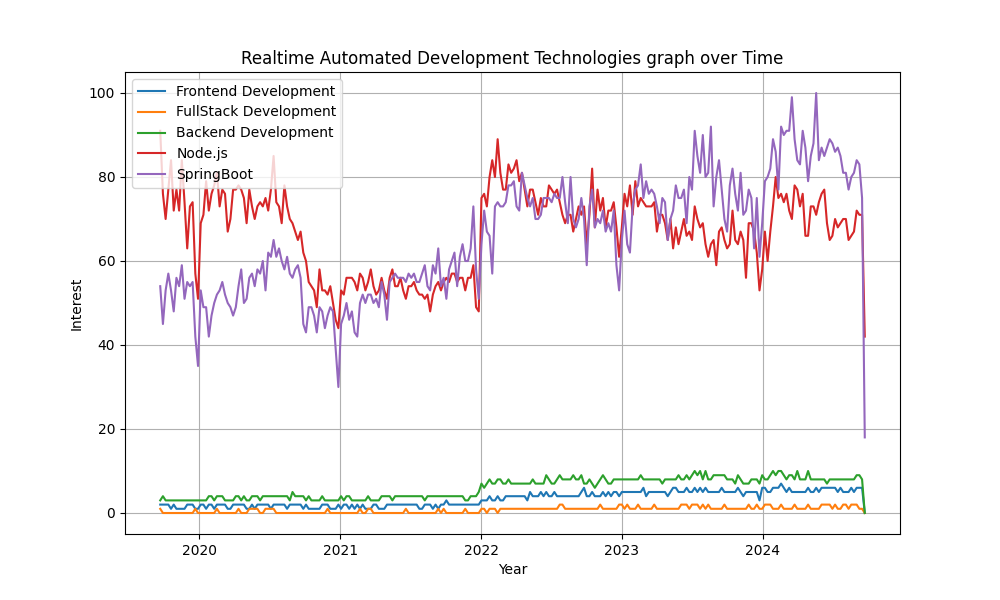 Realtime Automated Development Technologies graph over Time
Frontend Development
FullStack Development
Backend Development
Node.js
SpringBoot
100
80
60
40
20
0
Interest
2020
2021
2022
2023
2024
Year